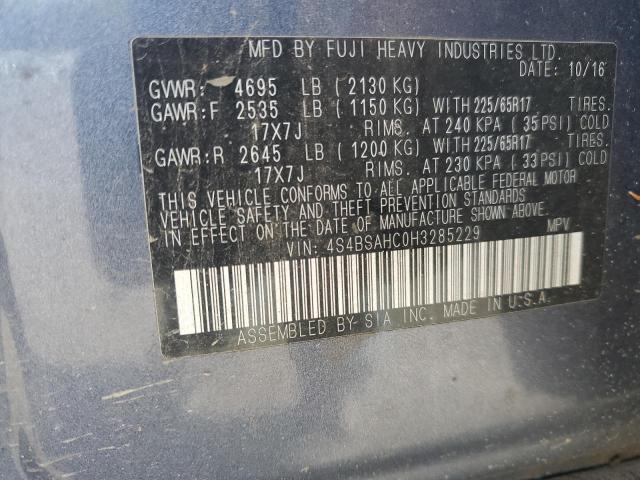 MFD BY FUJI HEAVY INDUSTRIES LTD.
DATE: 10/16
GVWR: 4695 LB (2130 KG)
GAWR:F 2535 LB (1150 KG) WITH 225/65R17 TIRES.
17X7J RIMS. AT 240 KPA (35 PSI) COLD
GAWR:R 2645 LB (1200 KG) WITH 225/65R17 TIRES.
17X7J RIMS. AT 230 KPA (33 PSI) COLD
THIS VEHICLE CONFORMS TO ALL APPLICABLE FEDERAL MOTOR
VEHICLE SAFETY AND THEFT PREVENTION STANDARDS
IN EFFECT ON THE DATE OF MANUFACTURE SHOWN ABOVE.
VIN: 4S4BSAHC0H3285229 MPV
ASSEMBLED BY SIA INC. MADE IN U.S.A.